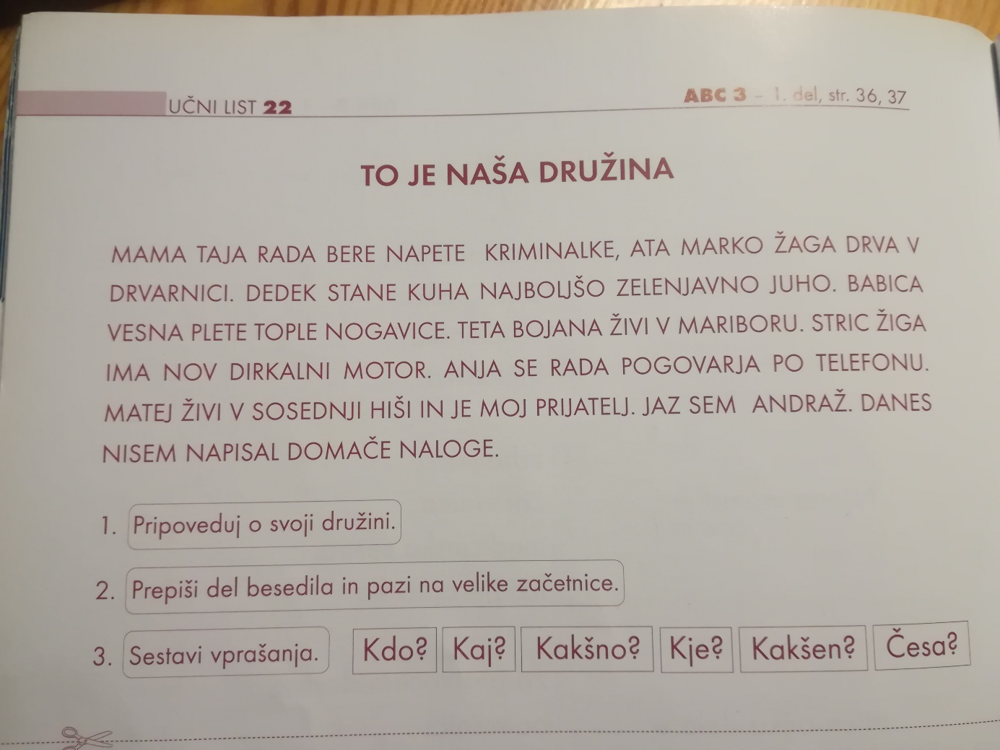 UČNI LIST 22
ABC 3 – 1. del, str. 36, 37
TO JE NAŠA DRUŽINA
MAMA TAJA RADA BERE NAPETE KRIMINALKE, ATA MARKO ŽAGA DRVA V
DRVARNICI. DEDEK STANE KUHA NAJBOLJŠO ZELENJAVNO JUHO. BABICA
VESNA PLETE TOPLE NOGAVICE. TETA BOJANA ŽIVI V MARIBORU. STRIC ŽIGA
IMA NOV DIRKALNI MOTOR. ANJA SE RADA POGOVARJA PO TELEFONU.
MATEJ ŽIVI V SOSEDNJI HIŠI IN JE MOJ PRIJATELJ. JAZ SEM ANDRAŽ. DANES
NISEM NAPISAL DOMAČE NALOGE.
1. Pripoveduj o svoji družini.
2. Prepiši del besedila in pazi na velike začetnice.
3. Sestavi vprašanja. Kdo? Kaj? Kakšno? Kje? Kakšen? Česa?